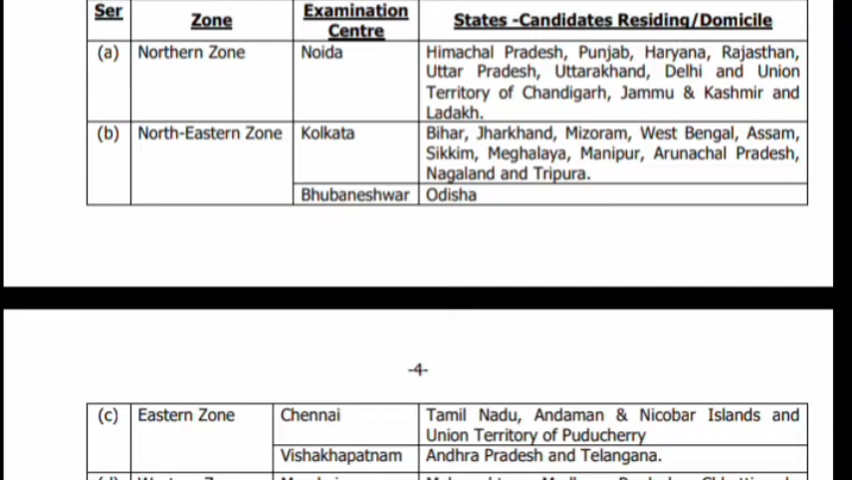 Ser Zone Examination Centre States -Candidates Residing/Domicile
(a) Northern Zone Noida Himachal Pradesh, Punjab, Haryana, Rajasthan,
Uttar Pradesh, Uttarakhand, Delhi and Union
Territory of Chandigarh, Jammu & Kashmir and
Ladakh.
(b) North-Eastern Zone Kolkata Bihar, Jharkhand, Mizoram, West Bengal, Assam,
Sikkim, Meghalaya, Manipur, Arunachal Pradesh,
Nagaland and Tripura.
Bhubaneshwar Odisha
-4-
(c) Eastern Zone Chennai Tamil Nadu, Andaman & Nicobar Islands and
Union Territory of Puducherry
Vishakhapatnam Andhra Pradesh and Telangana.